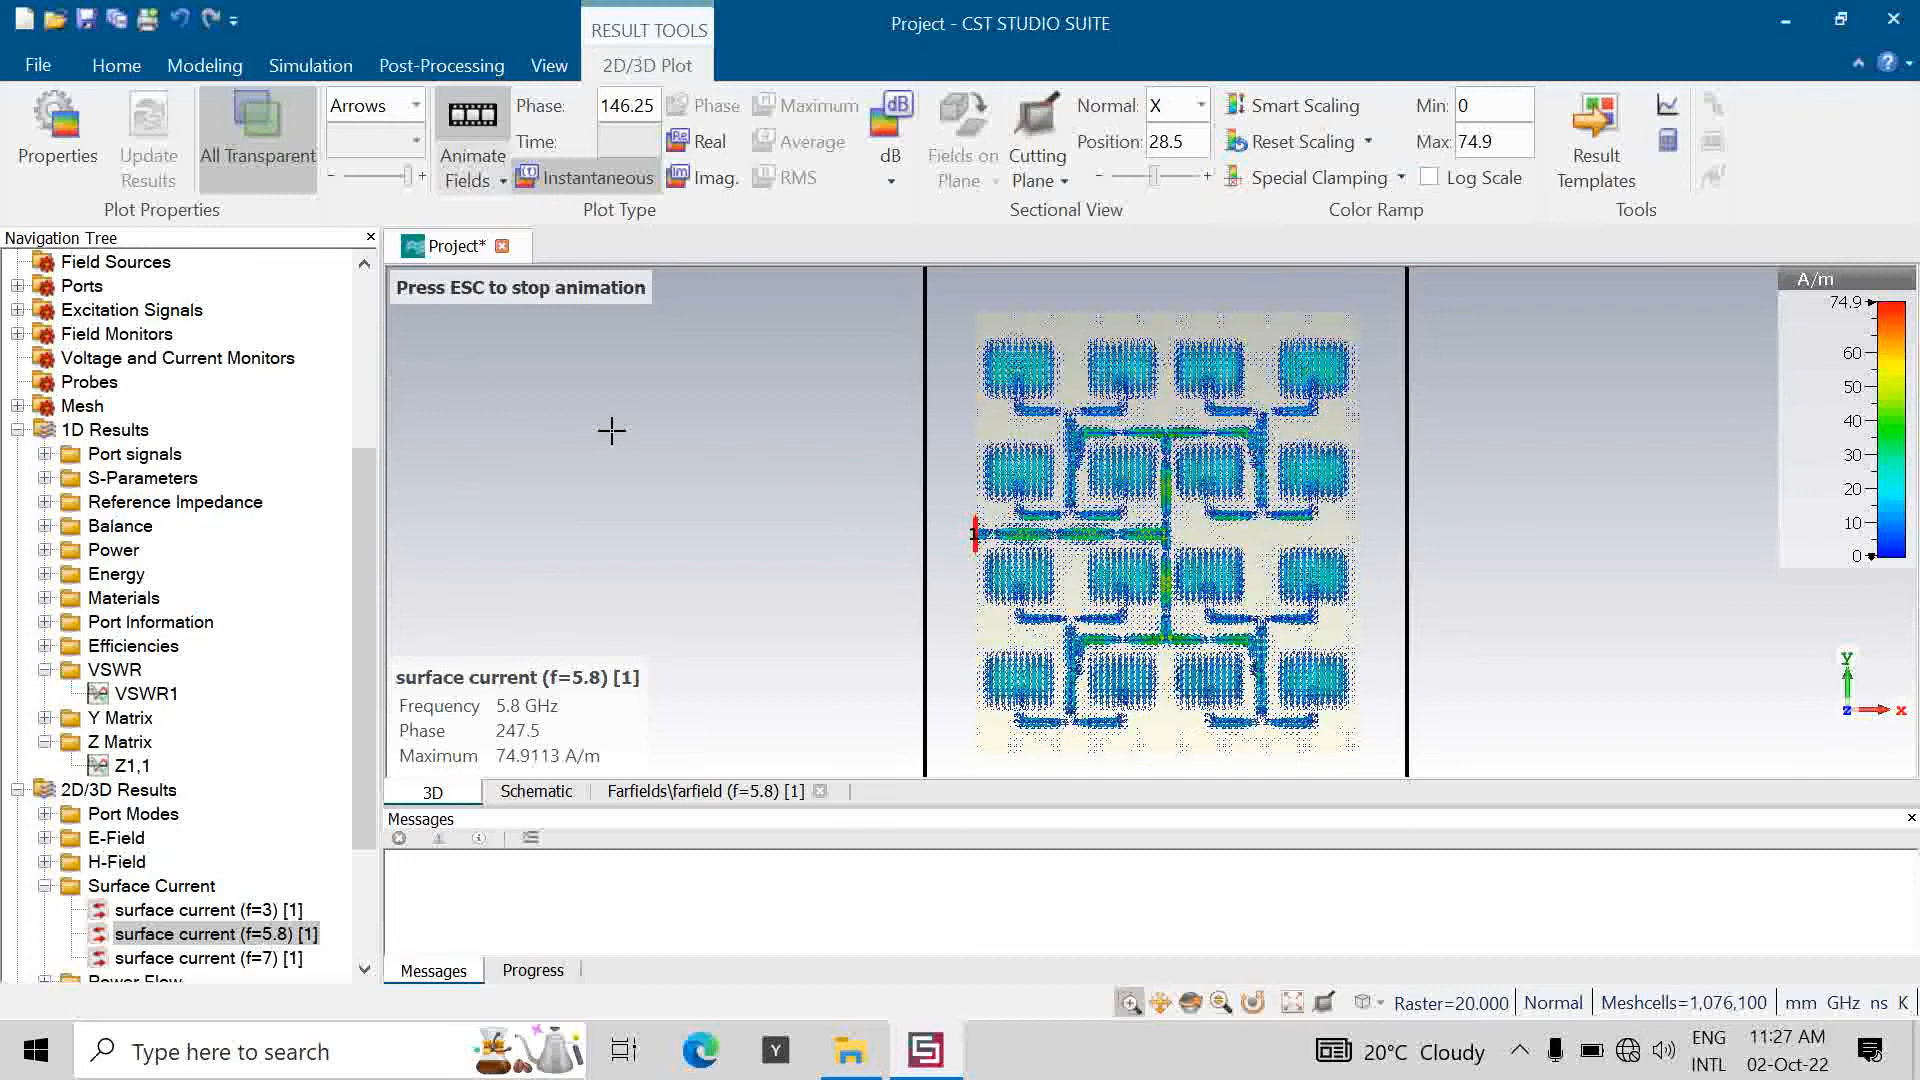 RESULT TOOLS
Project - CST STUDIO SUITE
File
Home
Modeling
Simulation
Post-Processing
View
2D/3D Plot
Properties
Update
Results
All Transparent
Plot Properties
Arrows
Animate
Fields
Phase: 146.25
Time:
Instantaneous
Phase
Real
Imag.
Maximum
Average
RMS
Plot Type
dB
dB
Fields on
Plane
Cutting
Plane
Normal: X
Position: 28.5
Sectional View
Smart Scaling
Reset Scaling
Special Clamping
Min: 0
Max: 74.9
Log Scale
Color Ramp
Result
Templates
Tools
Navigation Tree
Field Sources
Ports
Excitation Signals
Field Monitors
Voltage and Current Monitors
Probes
Mesh
1D Results
Port signals
S-Parameters
Reference Impedance
Balance
Power
Energy
Materials
Port Information
Efficiencies
VSWR
VSWR1
Y Matrix
Z Matrix
Z1,1
2D/3D Results
Port Modes
E-Field
H-Field
Surface Current
surface current (f=3) [1]
surface current (f=5.8) [1]
surface current (f=7) [1]
Power Flow
Project*
Press ESC to stop animation
surface current (f=5.8) [1]
Frequency 5.8 GHz
Phase 247.5
Maximum 74.9113 A/m
1
A/m
74.9
60
50
40
30
20
10
0
Y
z
x
3D
Schematic
Farfields\farfield (f=5.8) [1]
Messages
Messages
Progress
Raster=20.000
Normal
Meshcells=1,076,100
mm GHz ns K
Type here to search
Y
20°C Cloudy
ENG
INTL
11:27 AM
02-Oct-22